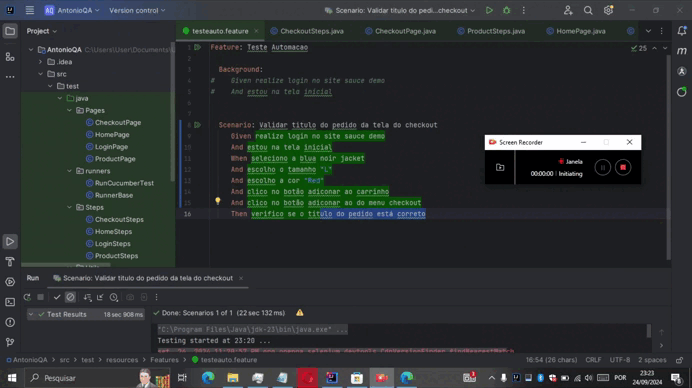 AQ AntonioQA Version control
Scenario: Validar titulo do pedi...checkout
Project
testeauto.feature
CheckoutSteps.java
CheckoutPage.java
ProductSteps.java
HomePage.java
AntonioQA C:\Users\User\Documents\
.idea
src
test
java
Pages
CheckoutPage
HomePage
LoginPage
ProductPage
runners
RunCucumberTest
RunnerBase
Steps
CheckoutSteps
HomeSteps
LoginSteps
ProductSteps
25
1 Feature: Teste Automacao
2
3 Background:
4 # Given realize login no site sauce demo
5 # And estou na tela inicial
6
7
8 Scenario: Validar titulo do pedido da tela do checkout
9 Given realize login no site sauce demo
10 And estou na tela inicial
11 When seleciono a blue noir jacket
12 And escolho o tamanho "L"
13 And escolho a cor "Red"
14 And clico no botão adiconar ao carrinho
15 And clico no botão adiconar ao do menu checkout
16 Then verifico se o titulo do pedido está correto
Screen Recorder
Janela
00:00:00 Initiating
Run Scenario: Validar titulo do pedido da tela do checkout
Test Results 18 sec 908 ms
Done: Scenarios 1 of 1 (22 sec 132 ms)
"C:\Program Files\Java\jdk-23\bin\java.exe" ...
Testing started at 23:20 ...
AntonioQA src test resources Features testeauto.feature
16:54 (26 chars) CRLF UTF-8 2 spaces
Pesquisar
POR
23:23
24/09/2024